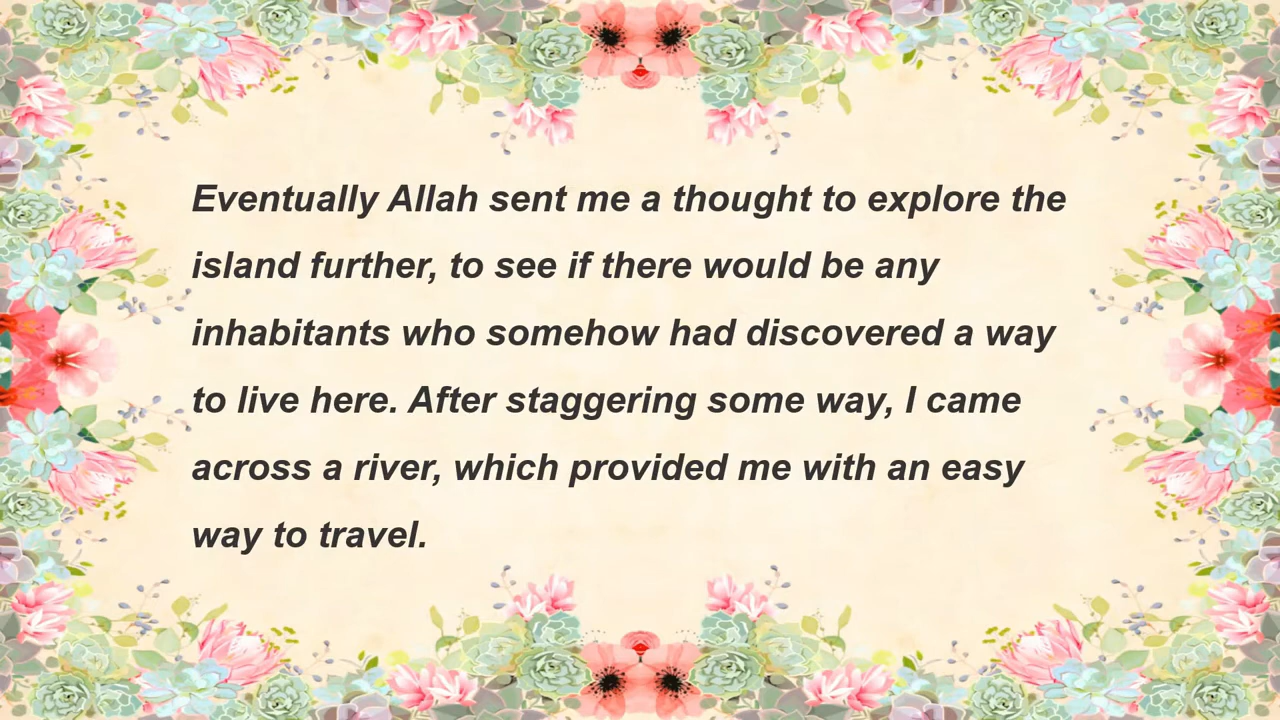 Eventually Allah sent me a thought to explore the
island further, to see if there would be any
inhabitants who somehow had discovered a way
to live here. After staggering some way, I came
across a river, which provided me with an easy
way to travel.